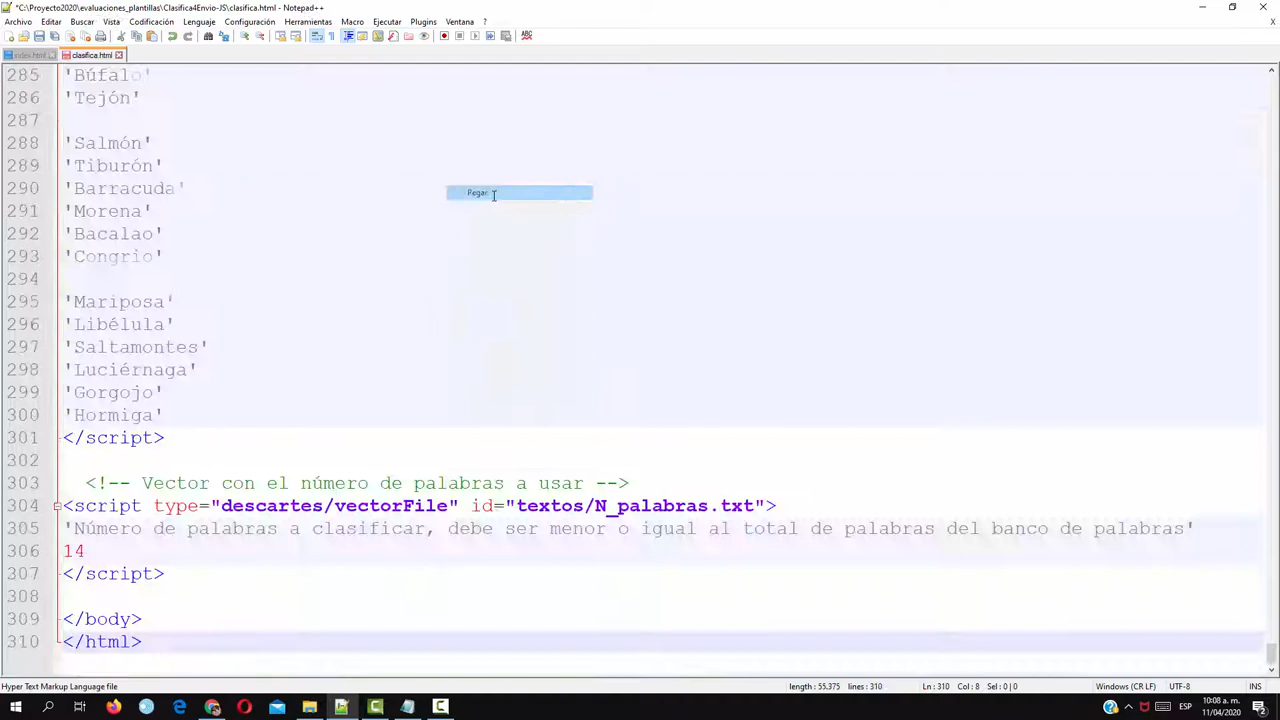 *C:\Proyecto2020\evaluaciones_plantillas\Clasifica4Envio-JS\clasifica.html - Notepad++
Archivo Editar Buscar Vista Codificación Lenguaje Configuración Herramientas Macro Ejecutar Plugins Ventana ?
index.html clasifica.html
285 'Búfalo'
286 'Tejón'
287
288 'Salmón'
289 'Tiburón'
290 'Barracuda'
Pegar
291 'Morena'
292 'Bacalao'
293 'Congrio'
294
295 'Mariposa'
296 'Libélula'
297 'Saltamontes'
298 'Luciérnaga'
299 'Gorgojo'
300 'Hormiga'
301 </script>
302
303 <!-- Vector con el número de palabras a usar -->
304 <script type="descartes/vectorFile" id="textos/N_palabras.txt">
305 'Número de palabras a clasificar, debe ser menor o igual al total de palabras del banco de palabras'
306 14
307 </script>
308
309 </body>
310 </html>
Hyper Text Markup Language file length : 55.375 lines : 310 Ln : 310 Col : 8 Sel : 0 | 0 Windows (CR LF) UTF-8 INS
ESP 10:08 a. m.
11/04/2020